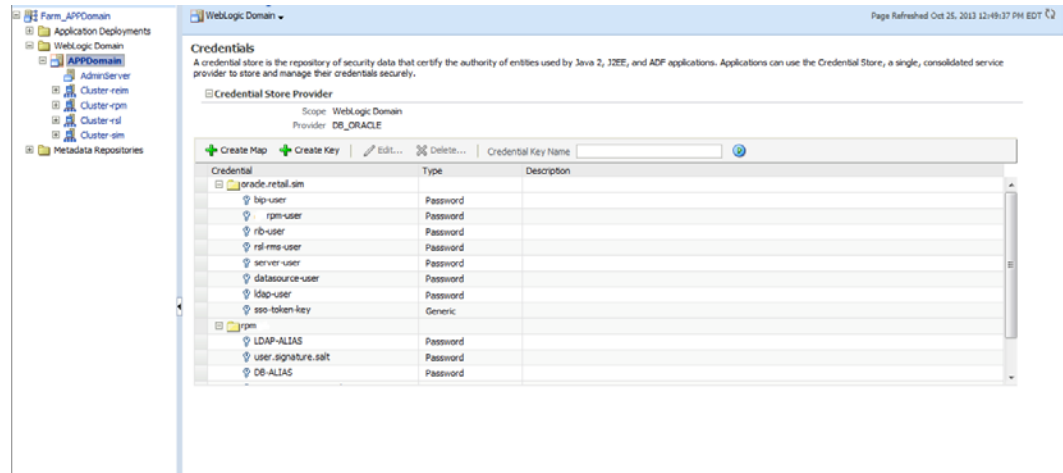 Farm_APPDomain
Application Deployments
WebLogic Domain
APPDomain
AdminServer
Cluster-reim
Cluster-rpm
Cluster-rsl
Cluster-sim
Metadata Repositories
WebLogic Domain
Page Refreshed Oct 25, 2013 12:49:37 PM EDT
Credentials
A credential store is the repository of security data that certify the authority of entities used by Java 2, J2EE, and ADF applications. Applications can use the Credential Store, a single, consolidated service
provider to store and manage their credentials securely.
Credential Store Provider
Scope WebLogic Domain
Provider DB_ORACLE
Create Map Create Key Edit... Delete... Credential Key Name
Credential Type Description
oracle.retail.sim
bip-user Password
rpm-user Password
rib-user Password
rsl-rms-user Password
server-user Password
datasource-user Password
ldap-user Password
sso-token-key Generic
rpm
LDAP-ALIAS Password
user.signature.salt Password
DB-ALIAS Password